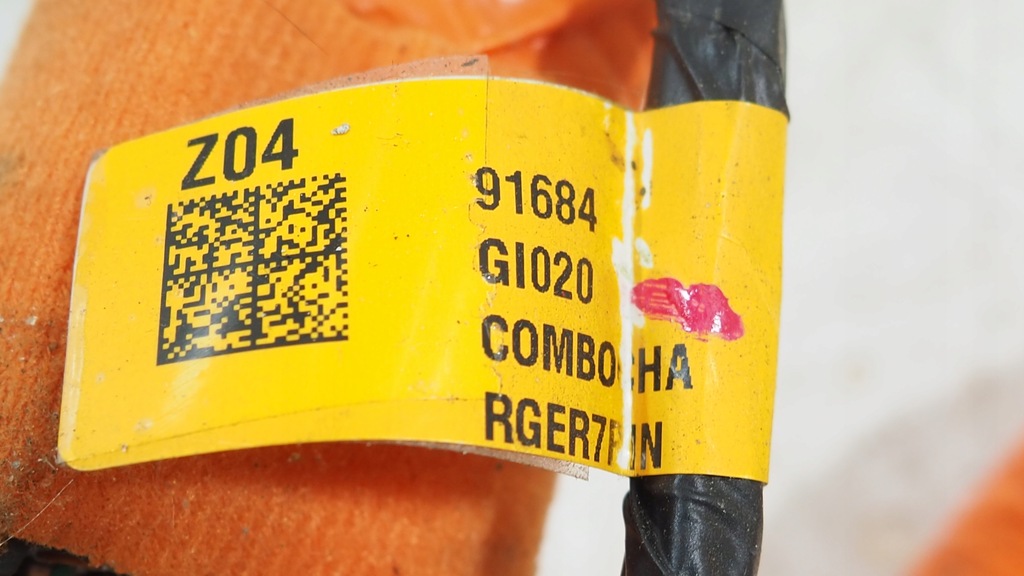 Z04
91684
GI020
COMBOCHA
RGER7PIN